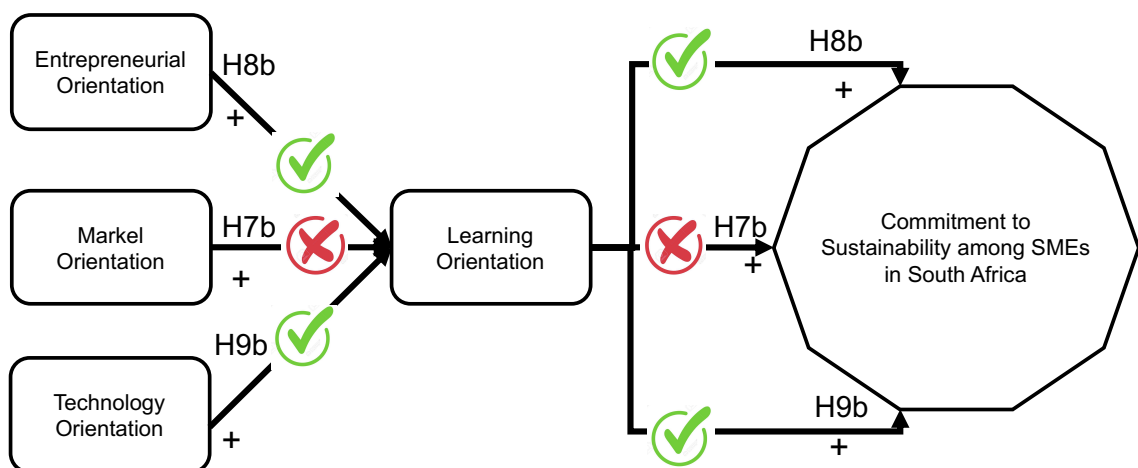 Entrepreneurial
Orientation
H8b
+
Markel
Orientation
H7b
+
Technology
Orientation
H9b
+
Learning
Orientation
H8b
+
H7b
+
H9b
+
Commitment to
Sustainability among SMEs
in South Africa